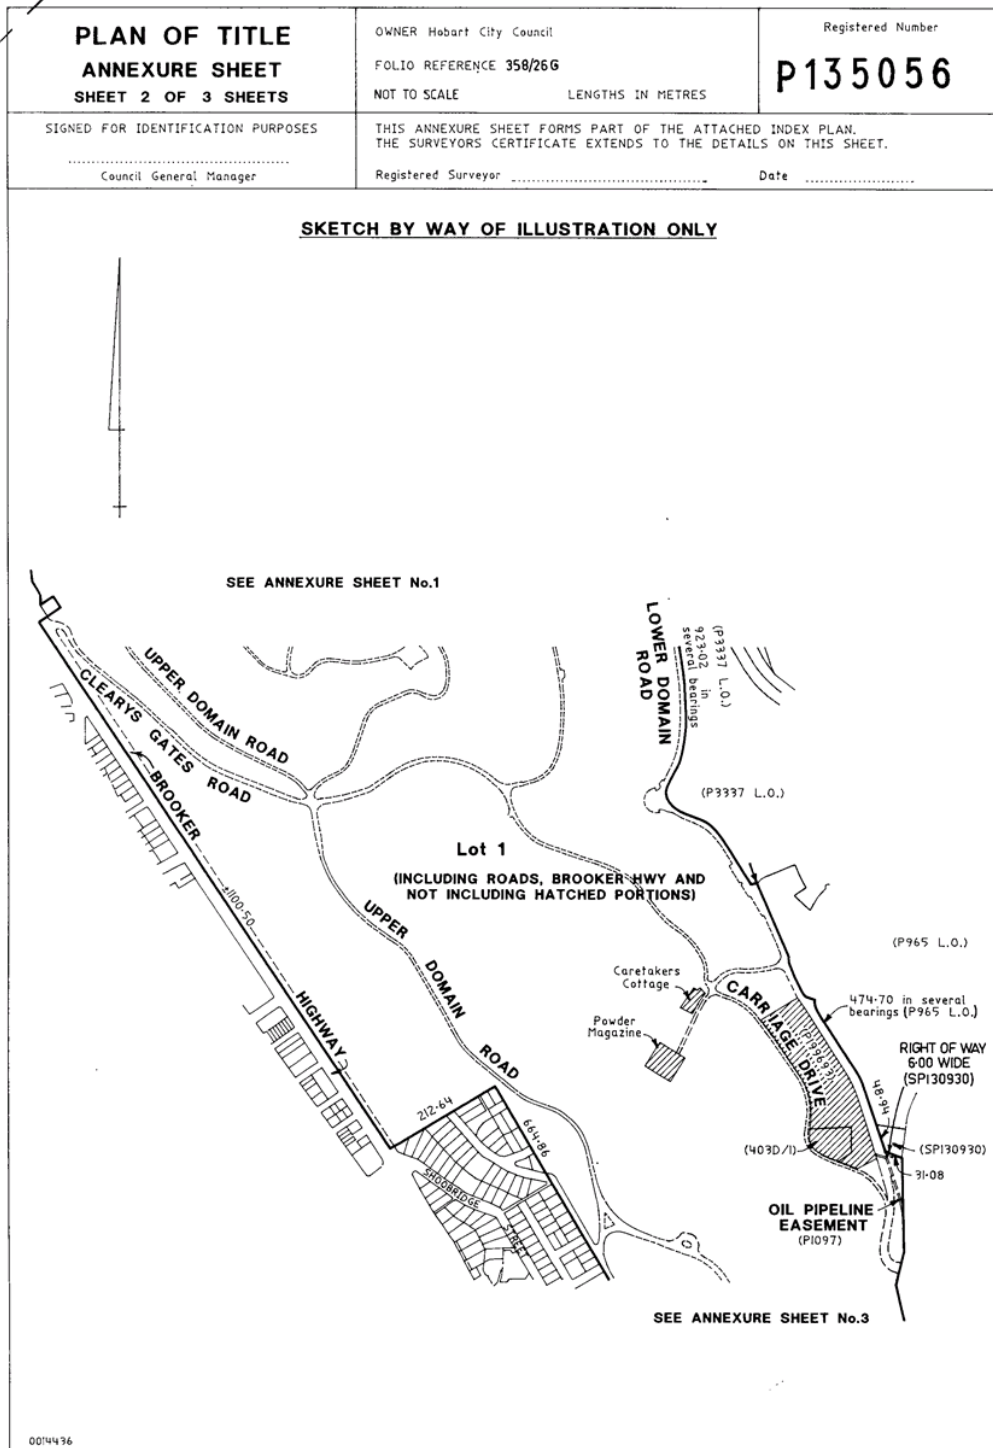 PLAN OF TITLE
ANNEXURE SHEET
SHEET 2 OF 3 SHEETS
OWNER Hobart City Council
FOLIO REFERENCE 358/26G
NOT TO SCALE LENGTHS IN METRES
Registered Number
P135056
SIGNED FOR IDENTIFICATION PURPOSES
Council General Manager
THIS ANNEXURE SHEET FORMS PART OF THE ATTACHED INDEX PLAN.
THE SURVEYORS CERTIFICATE EXTENDS TO THE DETAILS ON THIS SHEET.
Registered Surveyor
Date
SKETCH BY WAY OF ILLUSTRATION ONLY
SEE ANNEXURE SHEET No.1
LOWER DOMAIN
ROAD
(P3337 L.O.)
923·02 in
several bearings
UPPER DOMAIN ROAD
CLEARYS GATES ROAD
BROOKER
(P3337 L.O.)
Lot 1
(INCLUDING ROADS, BROOKER HWY AND
NOT INCLUDING HATCHED PORTIONS)
1100·50
UPPER
DOMAIN
ROAD
(P965 L.O.)
Caretakers
Cottage
CARRIAGE DRIVE
474·70 in several
bearings (P965 L.O.)
HIGHWAY
Powder
Magazine
(P199693)
RIGHT OF WAY
6·00 WIDE
(SP130930)
48·94
212·64
664·86
(403D/1)
(SP130930)
31·08
SHOOBRIDGE
STREET
OIL PIPELINE
EASEMENT
(P1097)
SEE ANNEXURE SHEET No.3
0014436